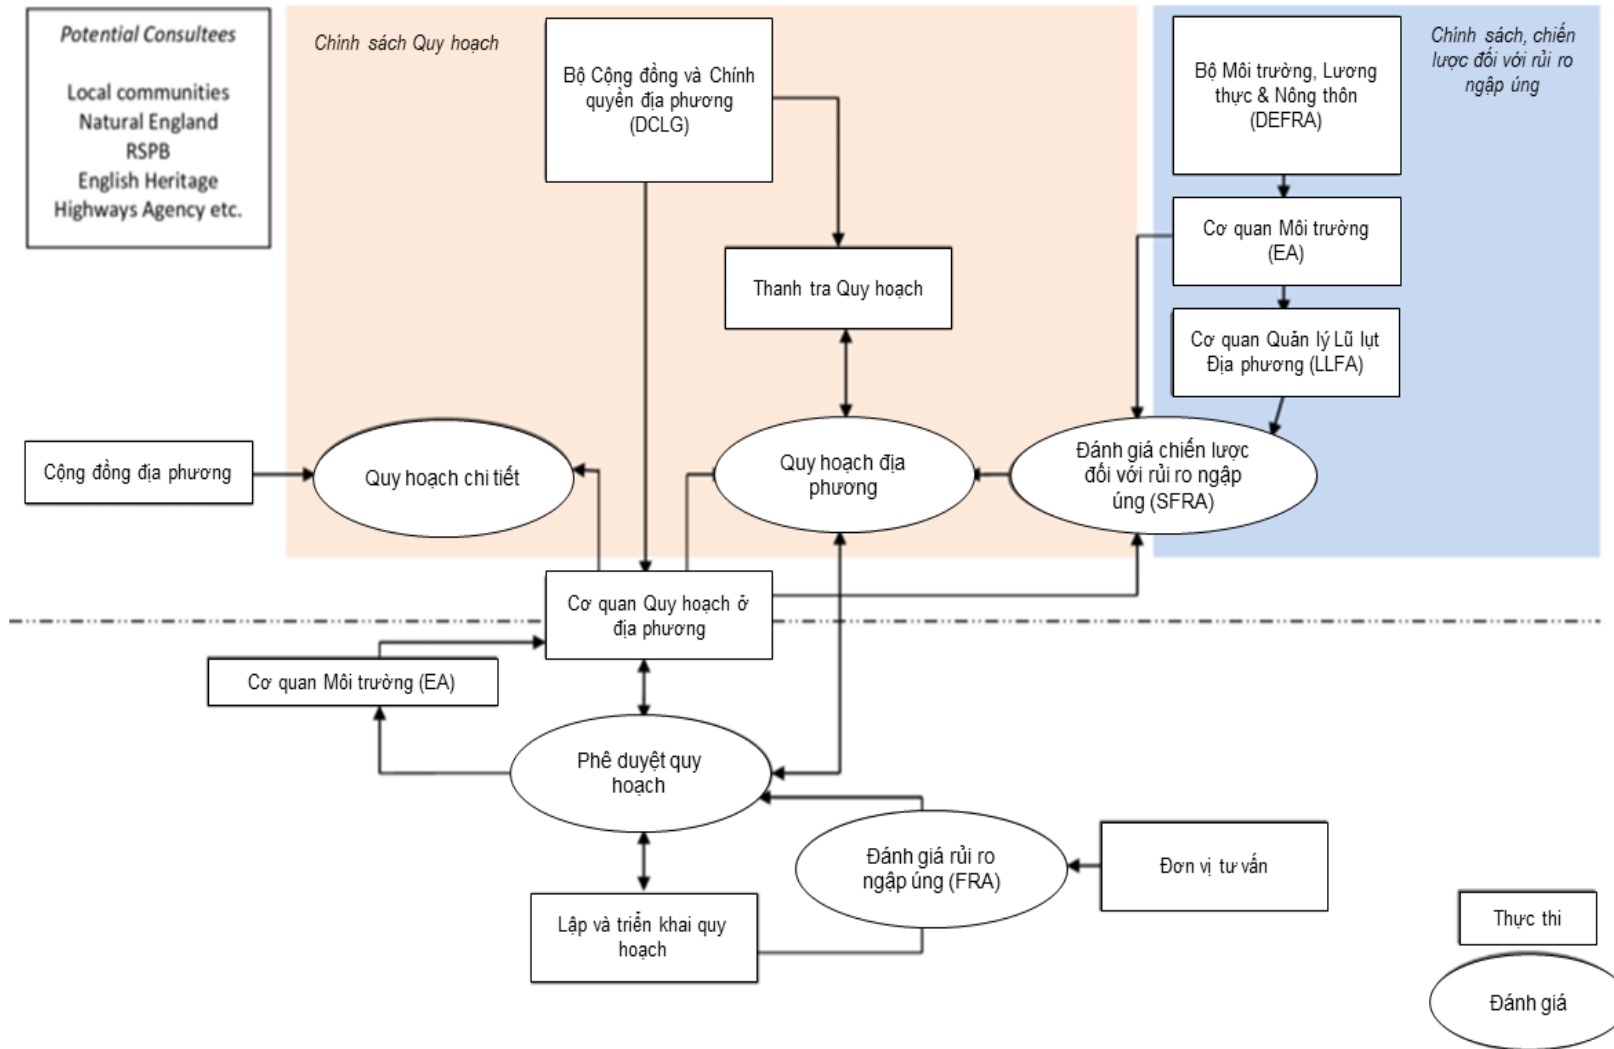 Potential Consultees
Local communities
Natural England
RSPB
English Heritage
Highways Agency etc.
Chính sách Quy hoạch
Bộ Cộng đồng và Chính
quyền địa phương
(DCLG)
Bộ Môi trường, Lương
thực & Nông thôn
(DEFRA)
Chính sách, chiến
lược đối với rủi ro
ngập úng
Cơ quan Môi trường
(EA)
Thanh tra Quy hoạch
Cơ quan Quản lý Lũ lụt
Địa phương (LLFA)
Cộng đồng địa phương
Quy hoạch chi tiết
Quy hoạch địa
phương
Đánh giá chiến lược
đối với rủi ro ngập
úng (SFRA)
Cơ quan Quy hoạch ở
địa phương
Cơ quan Môi trường (EA)
Phê duyệt quy
hoạch
Đánh giá rủi ro
ngập úng (FRA)
Đơn vị tư vấn
Lập và triển khai quy
hoạch
Thực thi
Đánh giá